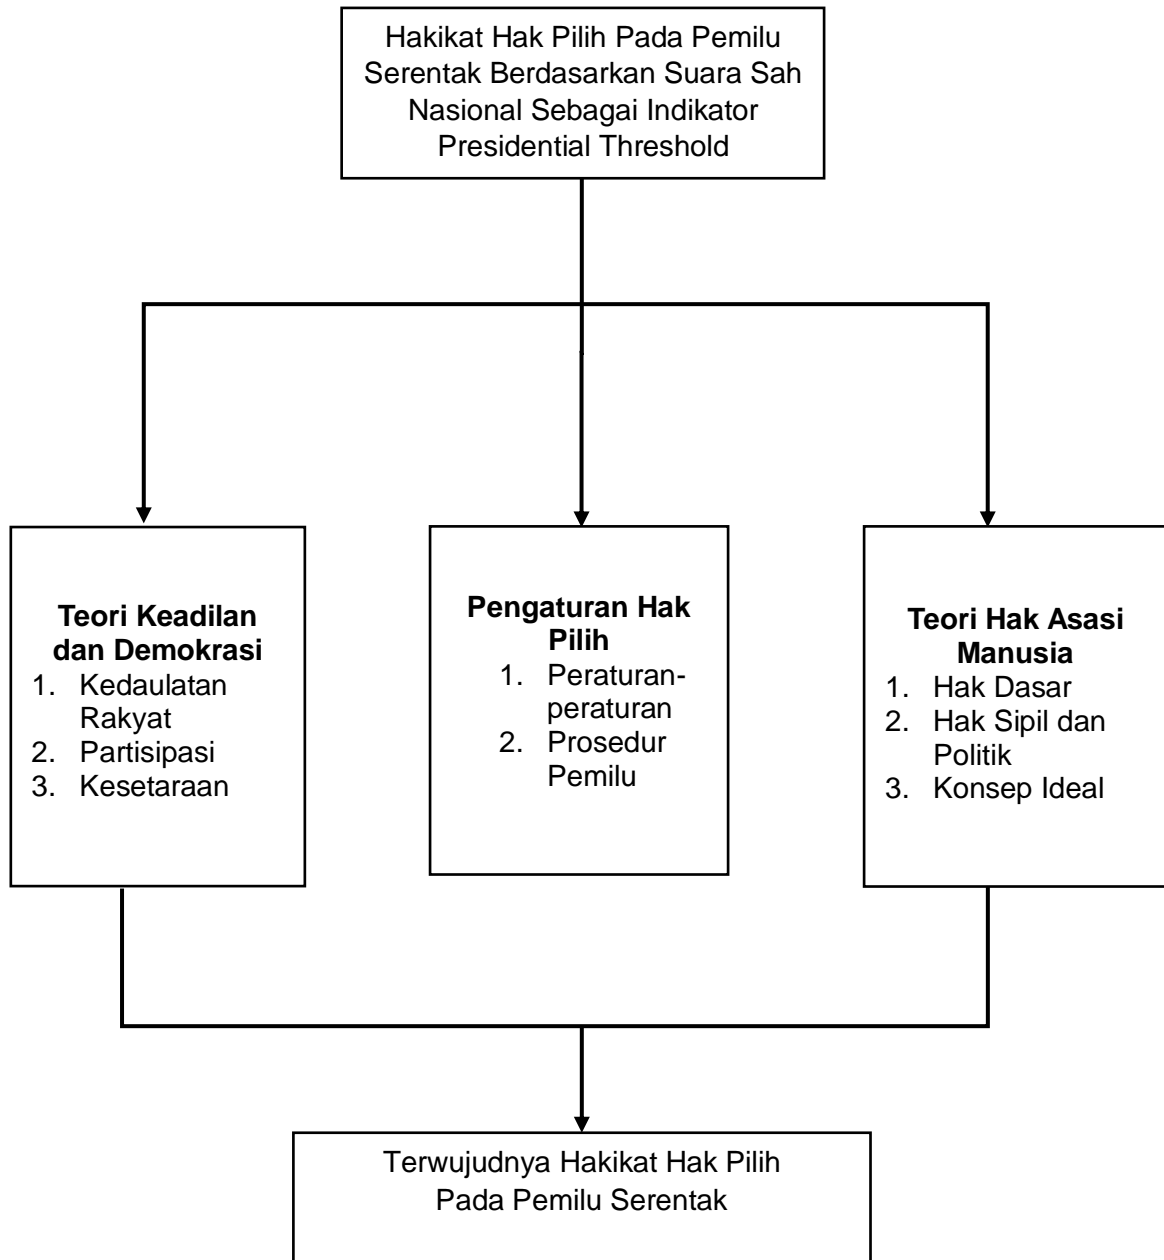 Hakikat Hak Pilih Pada Pemilu
Serentak Berdasarkan Suara Sah
Nasional Sebagai Indikator
Presidential Threshold
Teori Keadilan
dan Demokrasi
1. Kedaulatan
Rakyat
2. Partisipasi
3. Kesetaraan
Pengaturan Hak
Pilih
1. Peraturan-
peraturan
2. Prosedur
Pemilu
Teori Hak Asasi
Manusia
1. Hak Dasar
2. Hak Sipil dan
Politik
3. Konsep Ideal
Terwujudnya Hakikat Hak Pilih
Pada Pemilu Serentak